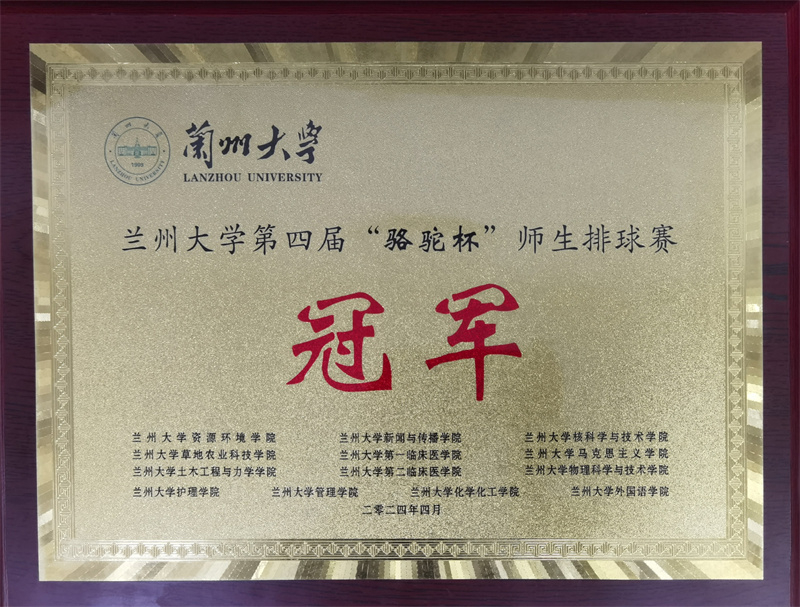 兰州大学
1909
LANZHOU UNIVERSITY
蘭州大學
LANZHOU UNIVERSITY
兰州大学第四届“骆驼杯”师生排球赛
冠军
兰州大学资源环境学院 兰州大学新闻与传播学院 兰州大学核科学与技术学院
兰州大学草地农业科技学院 兰州大学第一临床医学院 兰州大学马克思主义学院
兰州大学土木工程与力学学院 兰州大学第二临床医学院 兰州大学物理科学与技术学院
兰州大学护理学院 兰州大学管理学院 兰州大学化学化工学院 兰州大学外国语学院
二零二四年四月